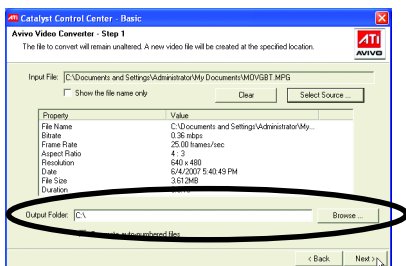 Catalyst Control Center - Basic
Avivo Video Converter - Step 1
The file to convert will remain unaltered. A new video file will be created at the specified location.
ATI
AVIVO
Input File: C:\Documents and Settings\Administrator\My Documents\MOVGBT.MPG
Show the file name only
Clear
Select Source ...
Property Value
File Name C:\Documents and Settings\Administrator\My...
Bitrate 0.36 mbps
Frame Rate 25.00 frames/sec
Aspect Ratio 4 : 3
Resolution 640 x 480
Date 6/4/2007 5:40:49 PM
File Size 3.612MB
Duration
Output Folder: C:\
Browse ...
auto-numbered files
< Back
Next >